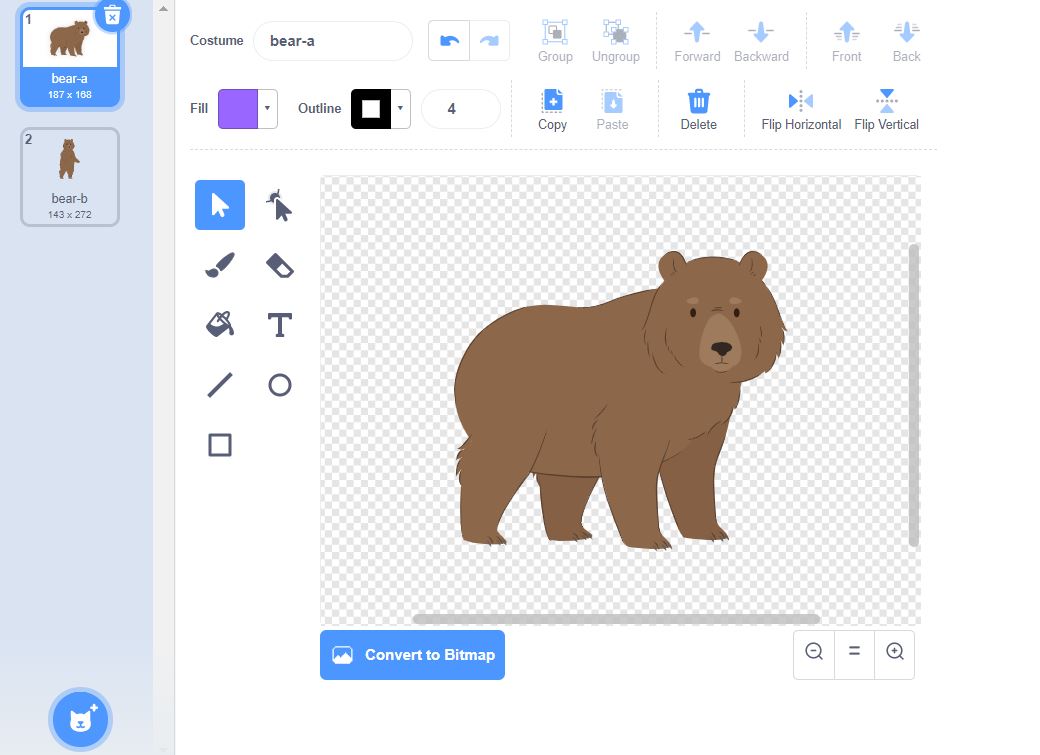 1
bear-a
187 x 168
2
bear-b
143 x 272
Costume
bear-a
Group
Ungroup
Forward
Backward
Front
Back
Fill
Outline
4
Copy
Paste
Delete
Flip Horizontal
Flip Vertical
T
Convert to Bitmap